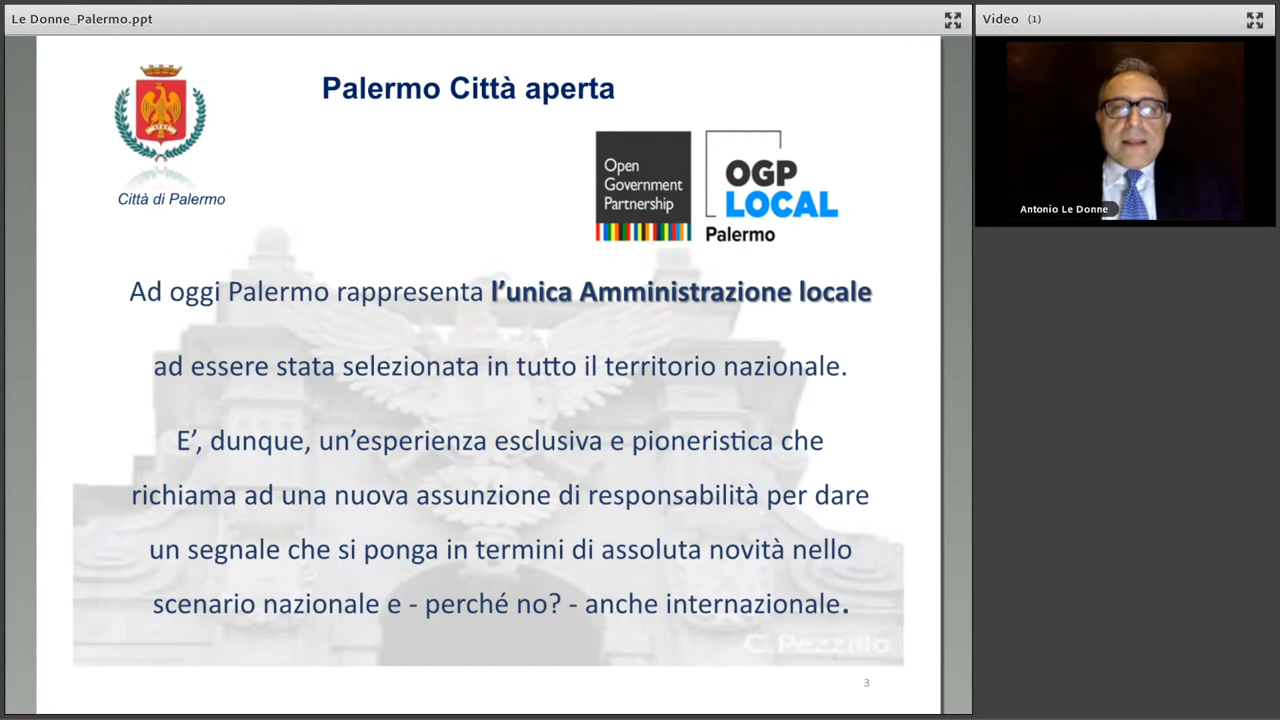 Le Donne_Palermo.ppt
Video (1)
Palermo Città aperta
Città di Palermo
Open
Government
Partnership
OGP
LOCAL
Palermo
Antonio Le Donne
Ad oggi Palermo rappresenta l’unica Amministrazione locale
ad essere stata selezionata in tutto il territorio nazionale.
E’, dunque, un’esperienza esclusiva e pioneristica che
richiama ad una nuova assunzione di responsabilità per dare
un segnale che si ponga in termini di assoluta novità nello
scenario nazionale e - perché no? - anche internazionale.
C.Pezzillo
3